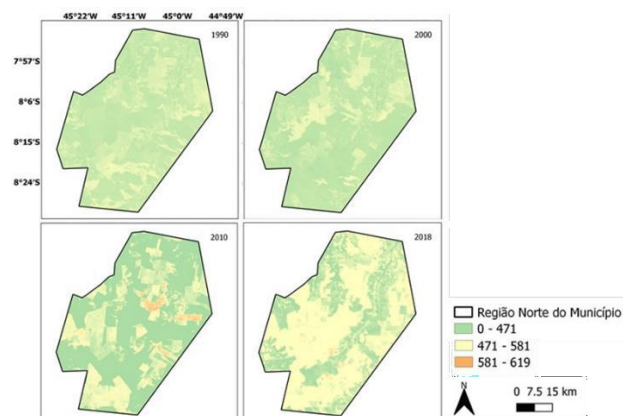 45°22'W 45°11'W 45°0'W 44°49'W
1990
2000
7°57'S
8°6'S
8°15'S
8°24'S
2010
2018
Região Norte do Município
0 - 471
471 - 581
581 - 619
N
0 7.5 15 km